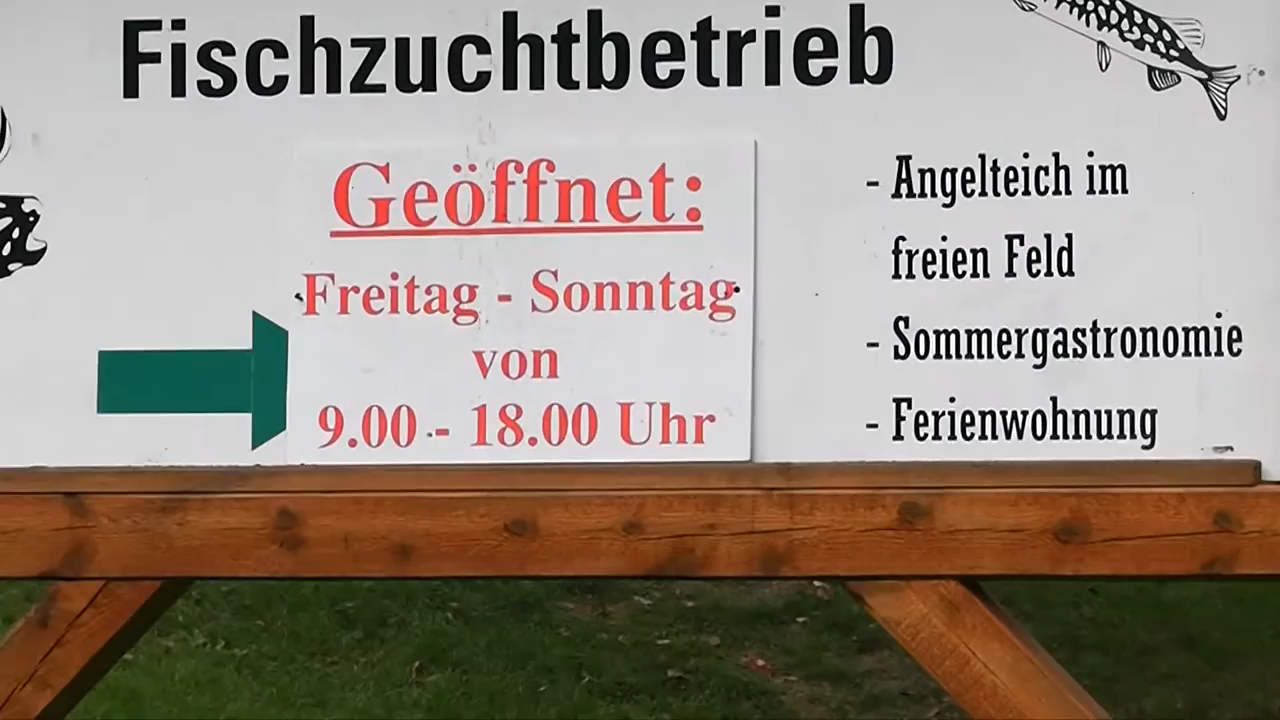 Fischzuchtbetrieb
Geöffnet:
Freitag - Sonntag
von
9.00 - 18.00 Uhr
- Angelteich im
freien Feld
- Sommergastronomie
- Ferienwohnung